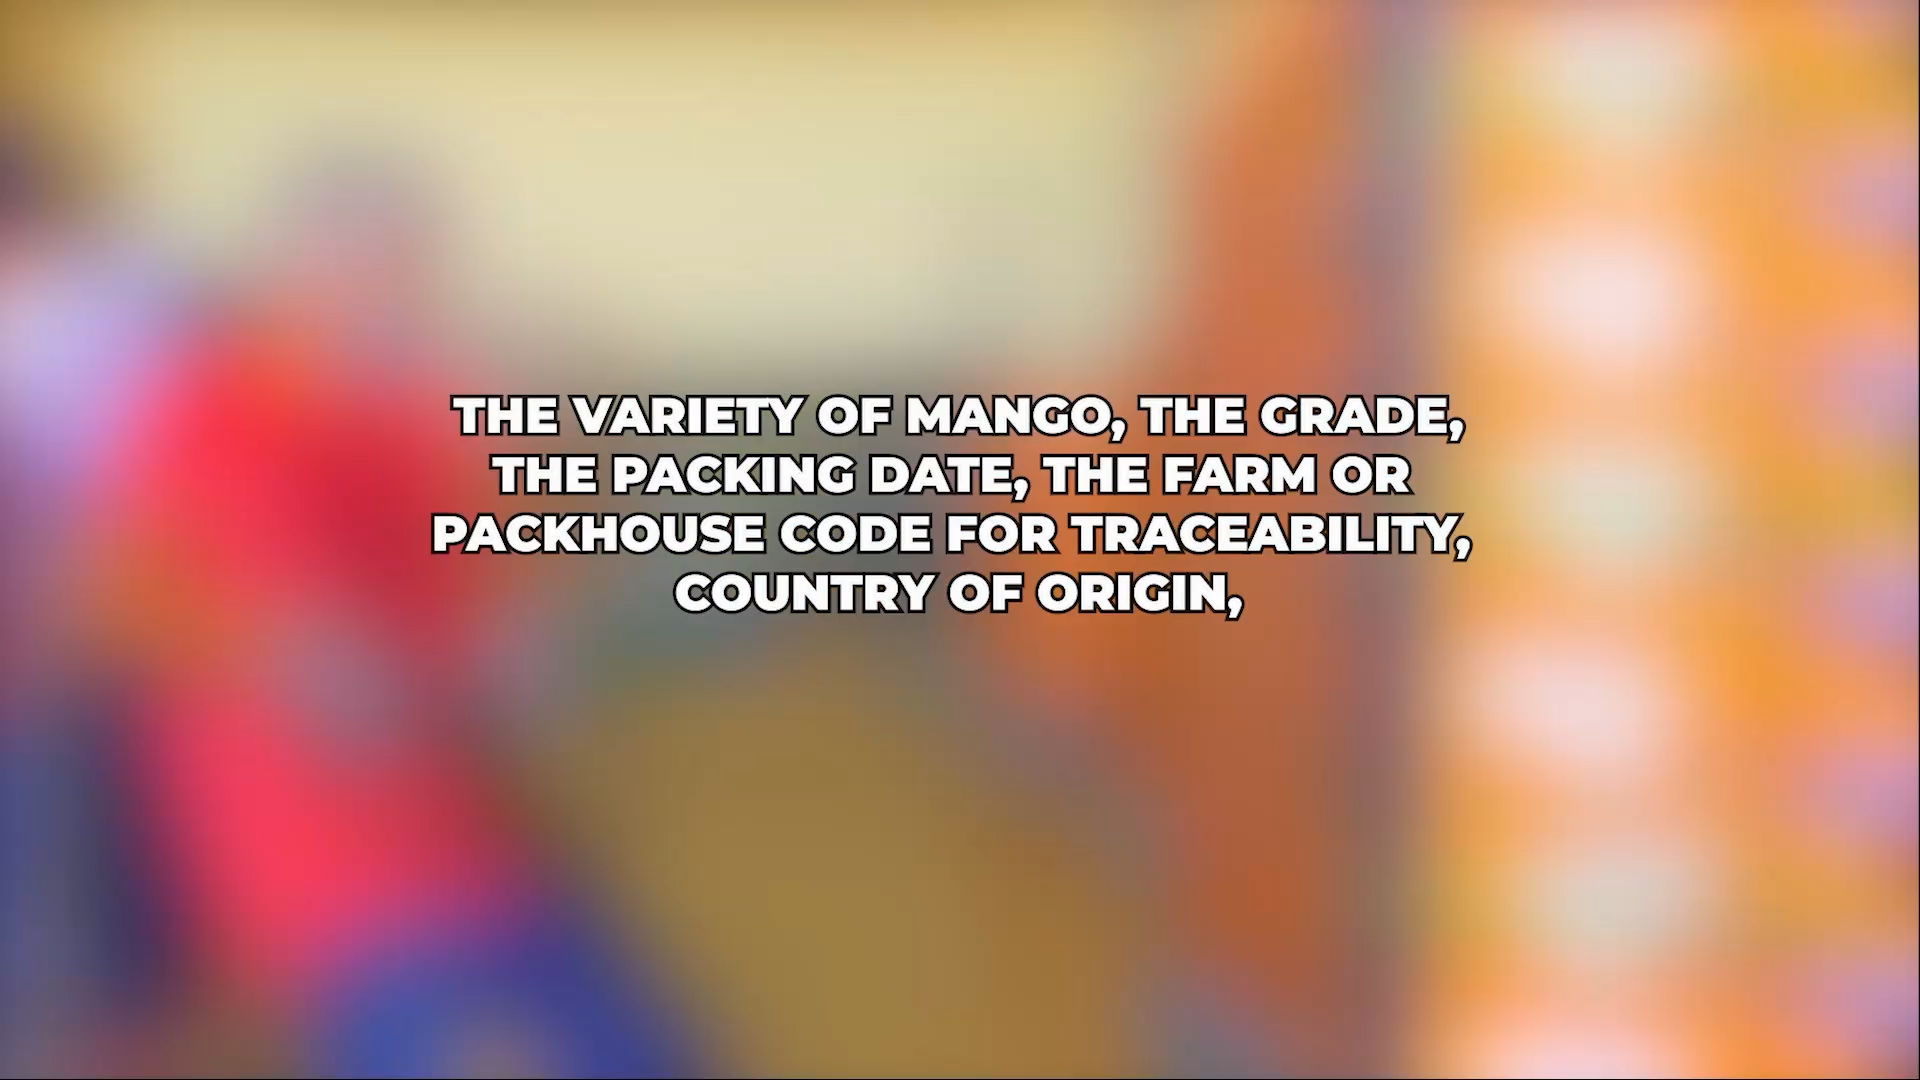 THE VARIETY OF MANGO, THE GRADE,
THE PACKING DATE, THE FARM OR
PACKHOUSE CODE FOR TRACEABILITY,
COUNTRY OF ORIGIN,